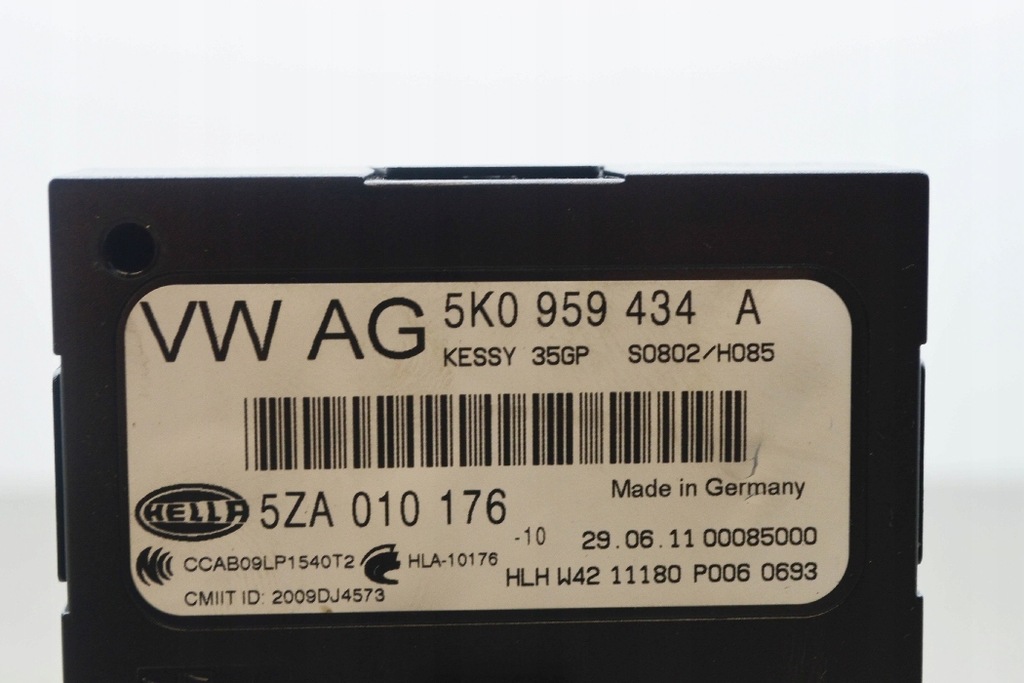 VW AG 5K0 959 434 A
KESSY 35GP S0802/H085
Made in Germany
HELLA 5ZA 010 176
-10 29.06.11 00085000
CCAB09LP1540T2 HLA-10176
HLH W42 11180 P006 0693
CMIIT ID: 2009DJ4573